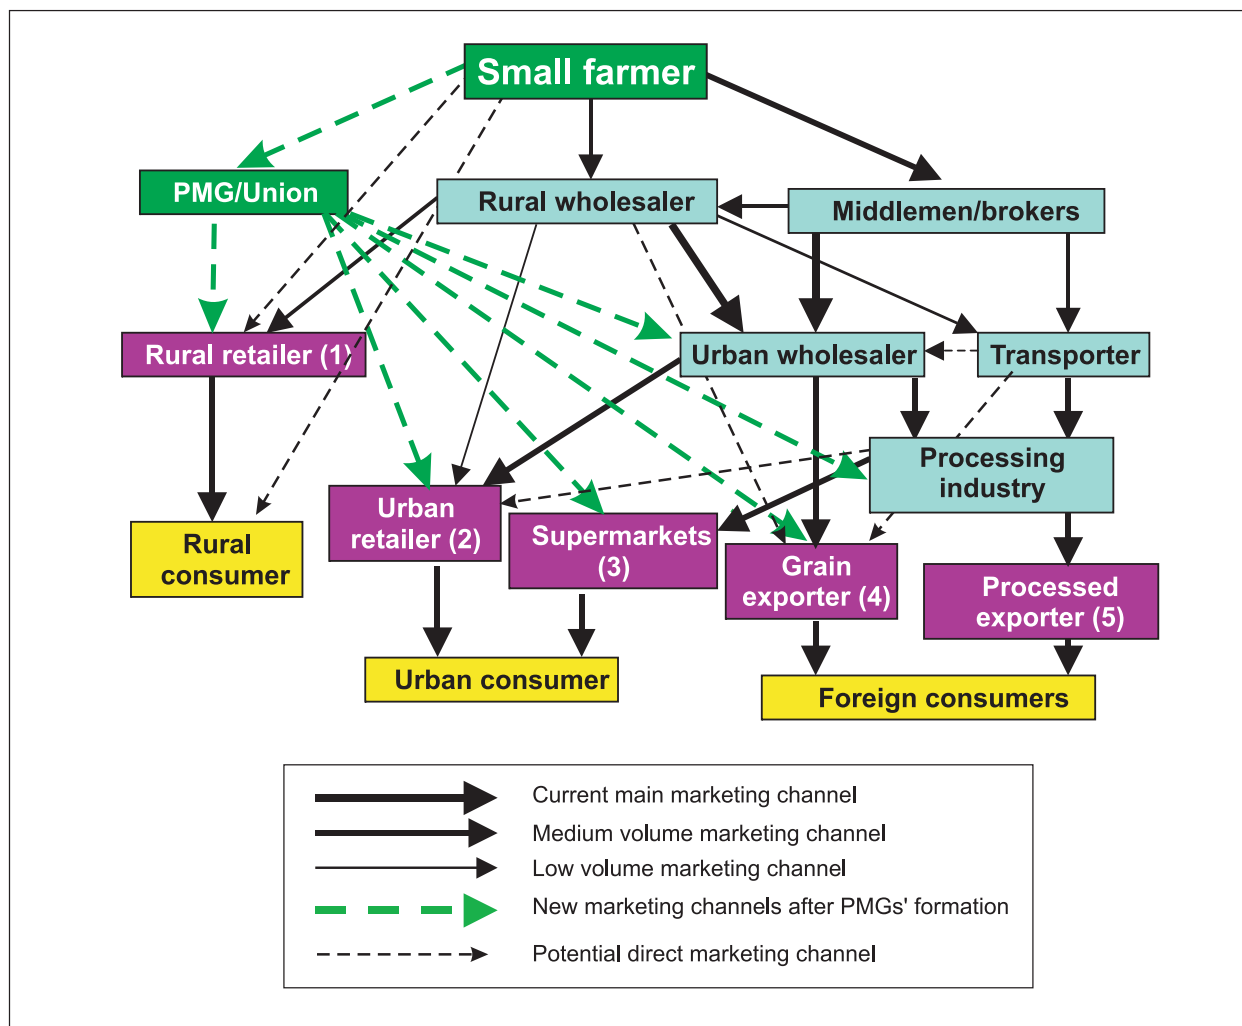 Small farmer
PMG/Union
Rural wholesaler
Middlemen/brokers
Rural retailer (1)
Urban wholesaler
Transporter
Processing
industry
Urban
retailer (2)
Supermarkets
(3)
Rural
consumer
Grain
exporter (4)
Processed
exporter (5)
Urban consumer
Foreign consumers
Current main marketing channel
Medium volume marketing channel
Low volume marketing channel
New marketing channels after PMGs' formation
Potential direct marketing channel